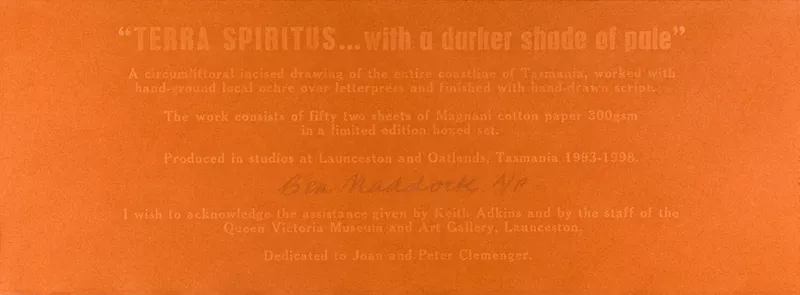 "TERRA SPIRITUS...with a darker shade of pale"
A circumlittoral incised drawing of the entire coastline of Tasmania, worked with
hand-ground local ochre over letterpress and finished with hand-drawn script.
The work consists of fifty two sheets of Magnani cotton paper 300gsm
in a limited edition boxed set.
Produced in studios at Launceston and Oatlands, Tasmania 1993-1998.
Bea Maddock A/P
I wish to acknowledge the assistance given by Keith Adkins and by the staff of the
Queen Victoria Museum and Art Gallery, Launceston.
Dedicated to Joan and Peter Clemenger.